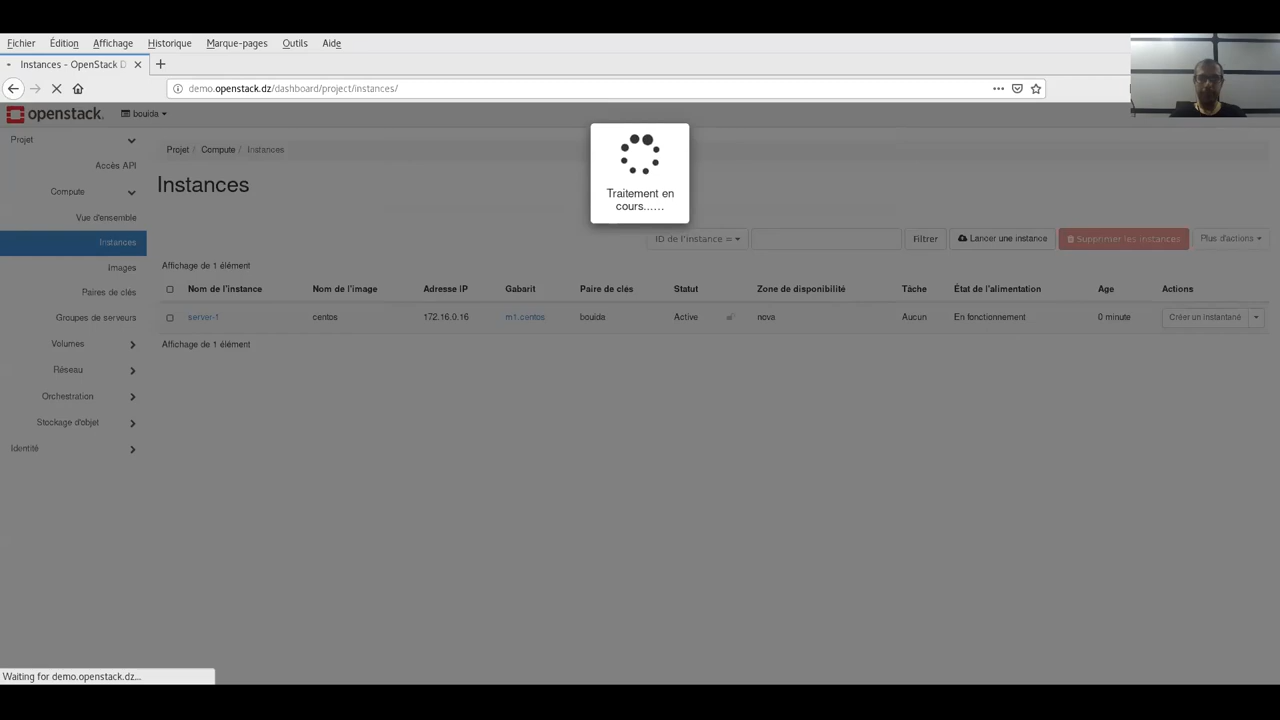 Fichier Édition Affichage Historique Marque-pages Outils Aide
Instances - OpenStack D
demo.openstack.dz/dashboard/project/instances/
openstack. bouida
Projet
Accès API
Compute
Vue d'ensemble
Instances
Images
Paires de clés
Groupes de serveurs
Volumes
Réseau
Orchestration
Stockage d'objet
Identité
Projet / Compute / Instances
Instances
Traitement en
cours......
ID de l'instance = Filtrer Lancer une instance Supprimer les instances Plus d'actions
Affichage de 1 élément
Nom de l'instance Nom de l'image Adresse IP Gabarit Paire de clés Statut Zone de disponibilité Tâche État de l'alimentation Age Actions
server-1 centos 172.16.0.16 m1.centos bouida Active nova Aucun En fonctionnement 0 minute Créer un instantané
Affichage de 1 élément
Waiting for demo.openstack.dz...